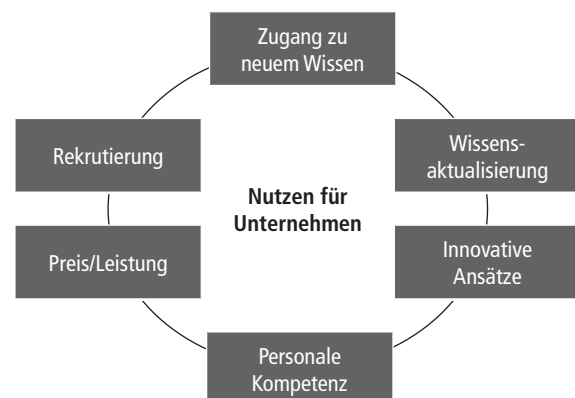 Zugang zu
neuem Wissen
Rekrutierung
Wissens-
aktualisierung
Nutzen für
Unternehmen
Preis/Leistung
Innovative
Ansätze
Personale
Kompetenz